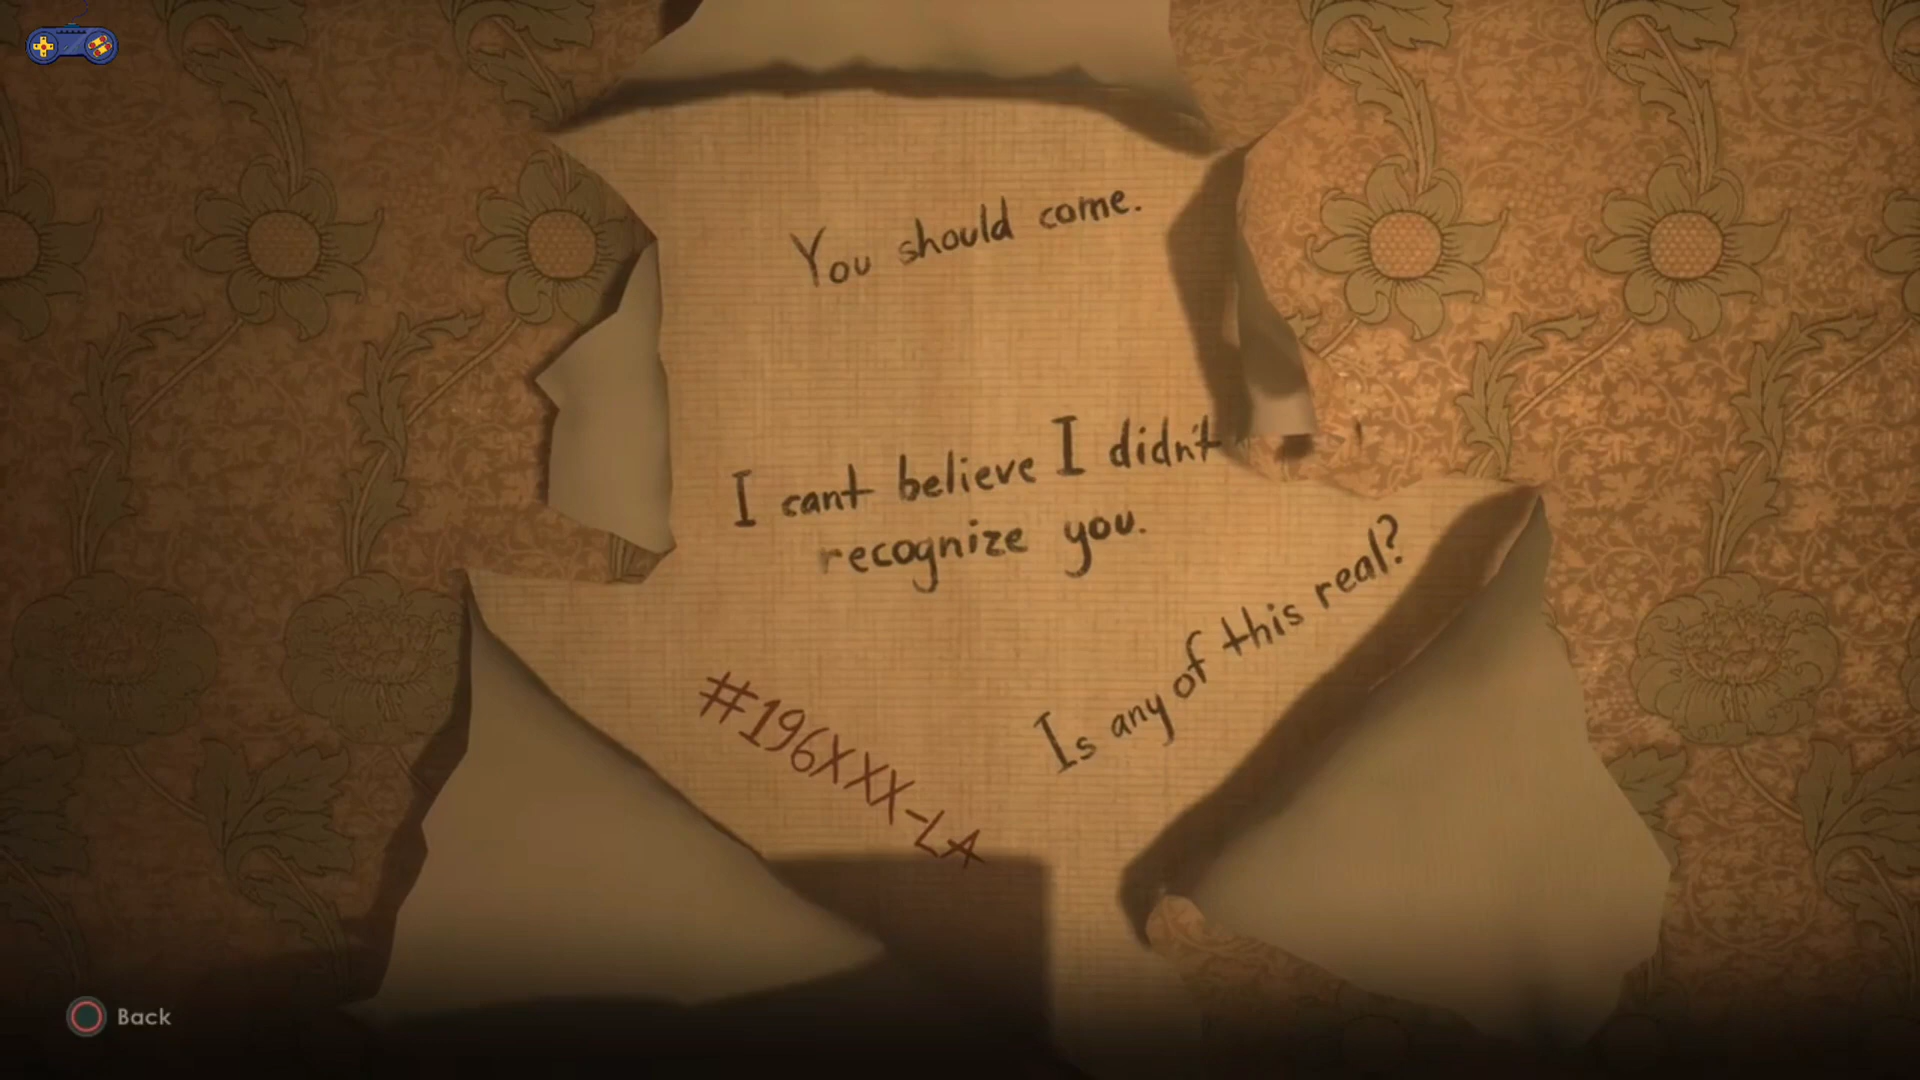 You should come.
I cant believe I didn't
recognize you.
Is any of this real?
#196XXX-LA
Back